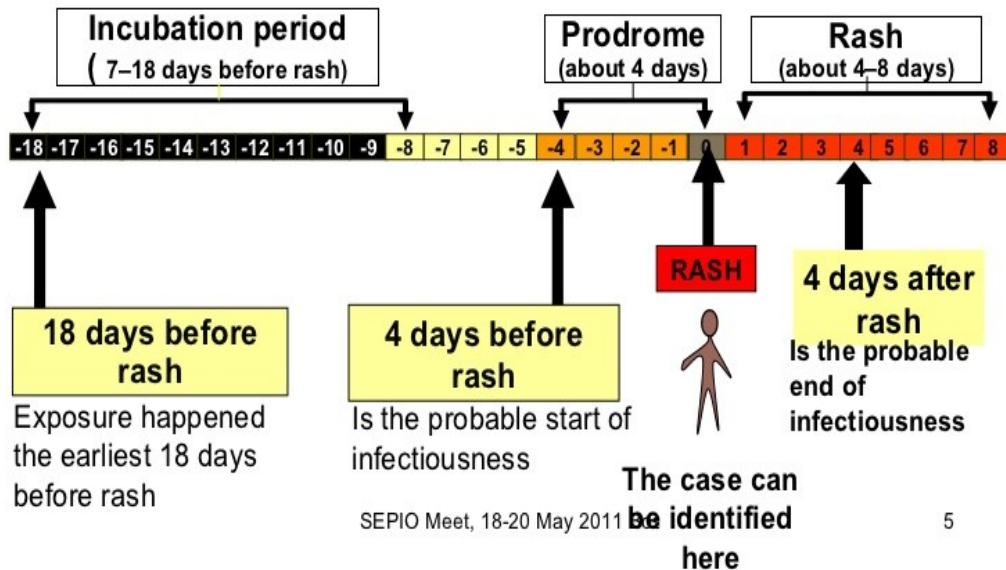 Incubation period
( 7–18 days before rash)
Prodrome
(about 4 days)
Rash
(about 4–8 days)
-18 -17 -16 -15 -14 -13 -12 -11 -10 -9 -8 -7 -6 -5 -4 -3 -2 -1 0 1 2 3 4 5 6 7 8
18 days before
rash
Exposure happened
the earliest 18 days
before rash
4 days before
rash
Is the probable start of
infectiousness
RASH
The case can
be identified
here
4 days after
rash
Is the probable
end of
infectiousness
SEPIO Meet, 18-20 May 2011
5